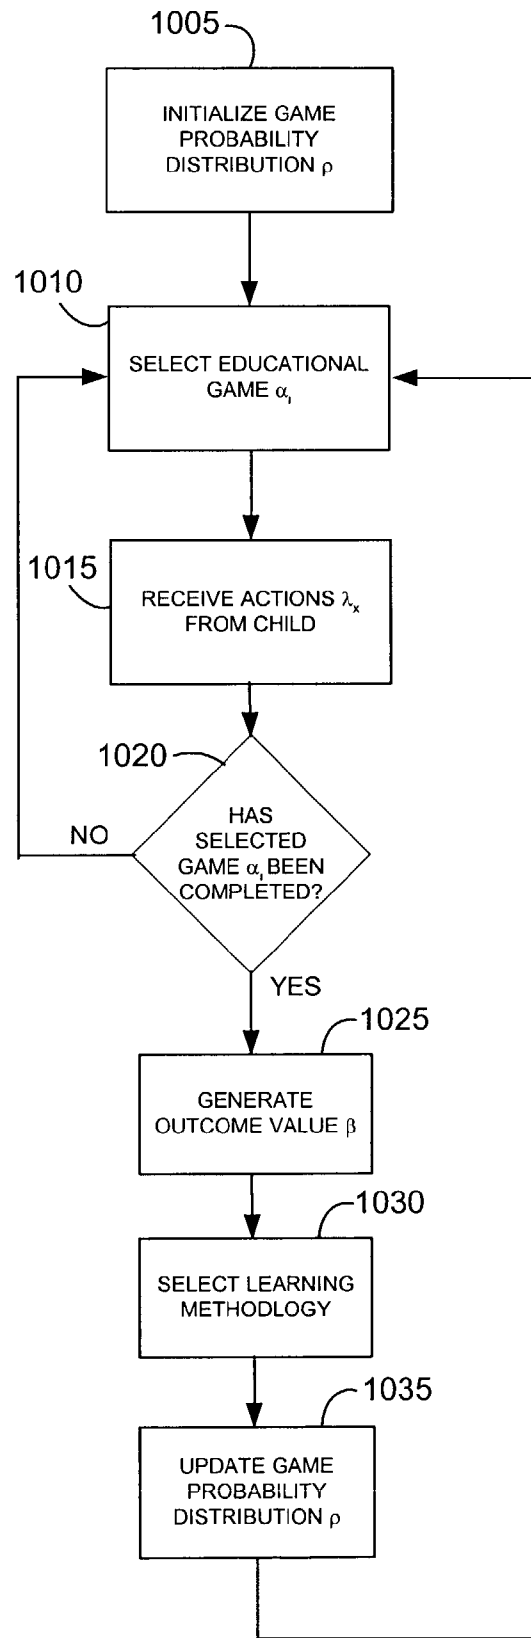 1005
INITIALIZE GAME
PROBABILITY
DISTRIBUTION ρ
1010
SELECT EDUCATIONAL
GAME αᵢ
1015
RECEIVE ACTIONS λₓ
FROM CHILD
1020
HAS
SELECTED
GAME αᵢ BEEN
COMPLETED?
NO
YES
1025
GENERATE
OUTCOME VALUE β
1030
SELECT LEARNING
METHODLOGY
1035
UPDATE GAME
PROBABILITY
DISTRIBUTION ρ